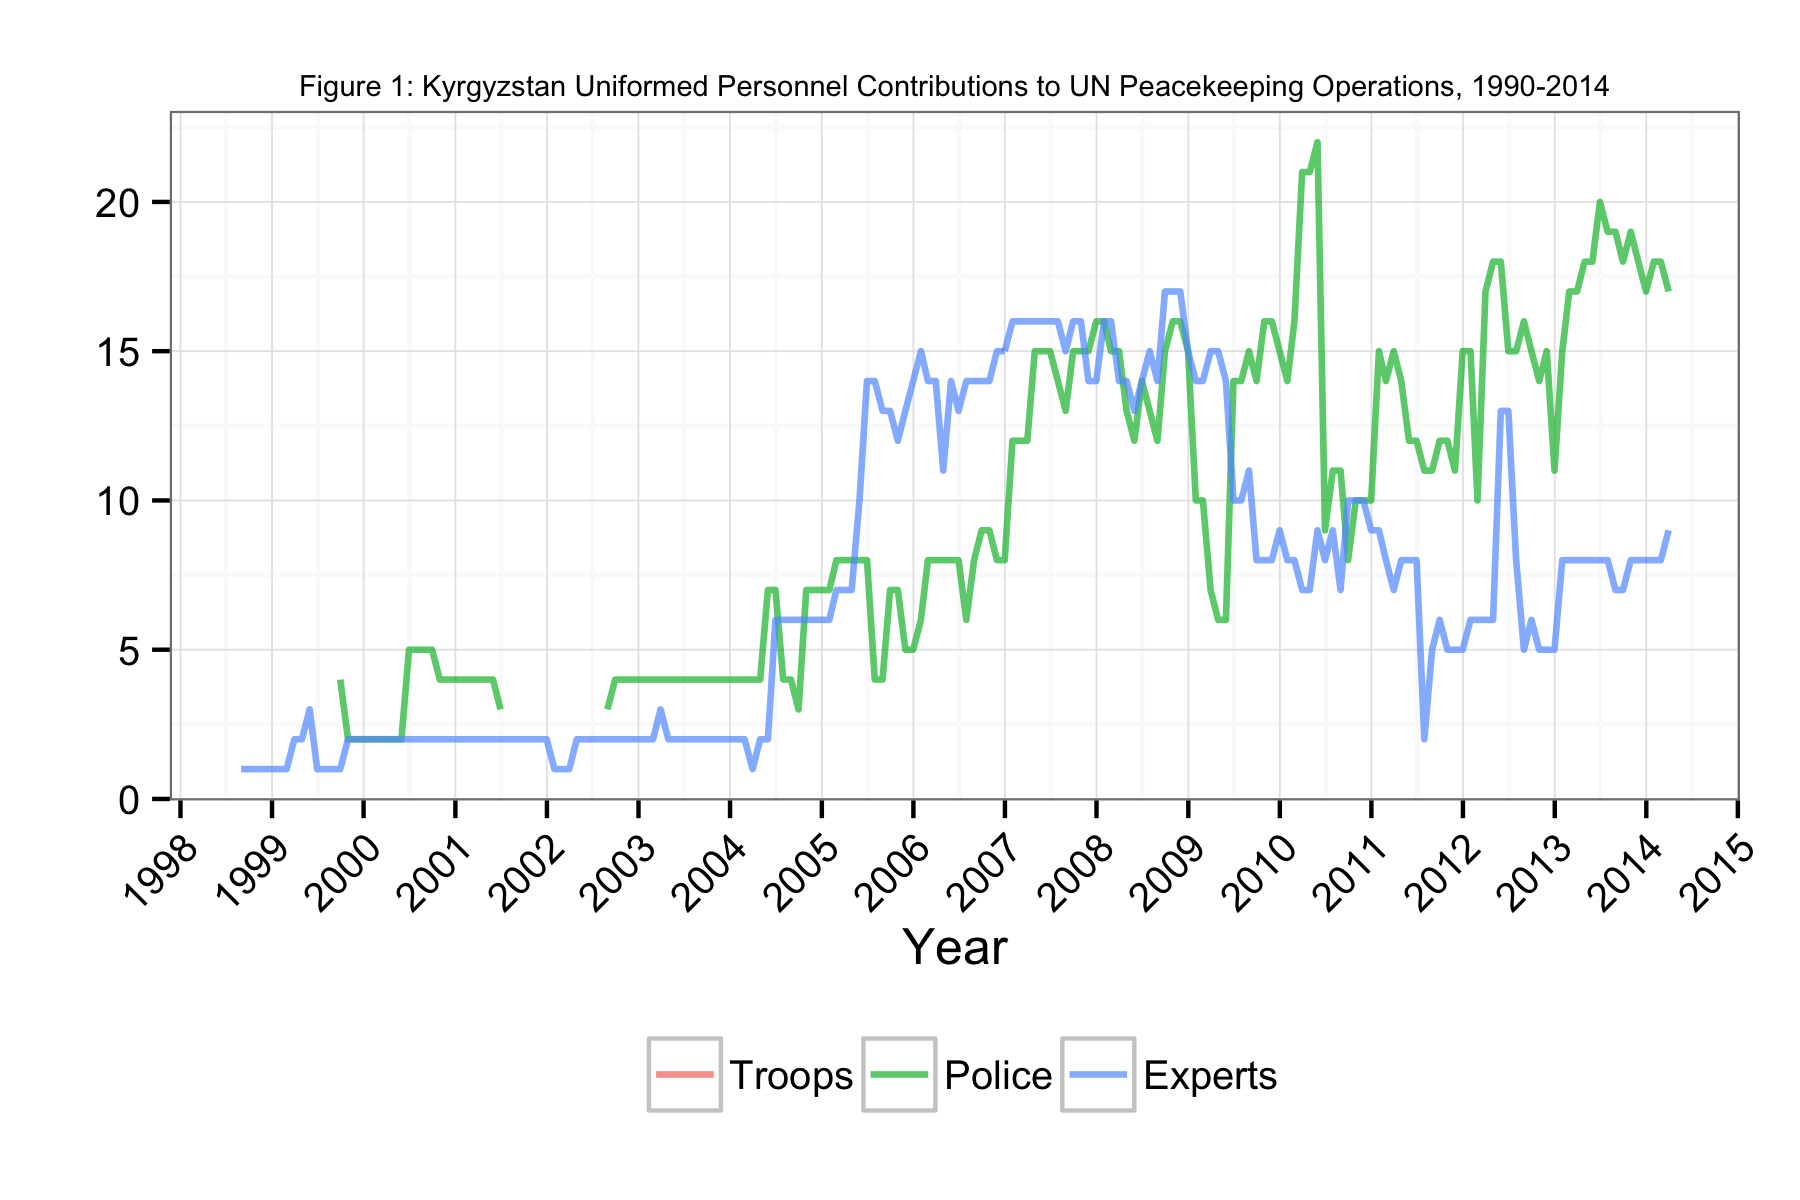 Figure 1: Kyrgyzstan Uniformed Personnel Contributions to UN Peacekeeping Operations, 1990-2014
20
15
10
5
0
1998 1999 2000 2001 2002 2003 2004 2005 2006 2007 2008 2009 2010 2011 2012 2013 2014 2015
Year
Troops Police Experts